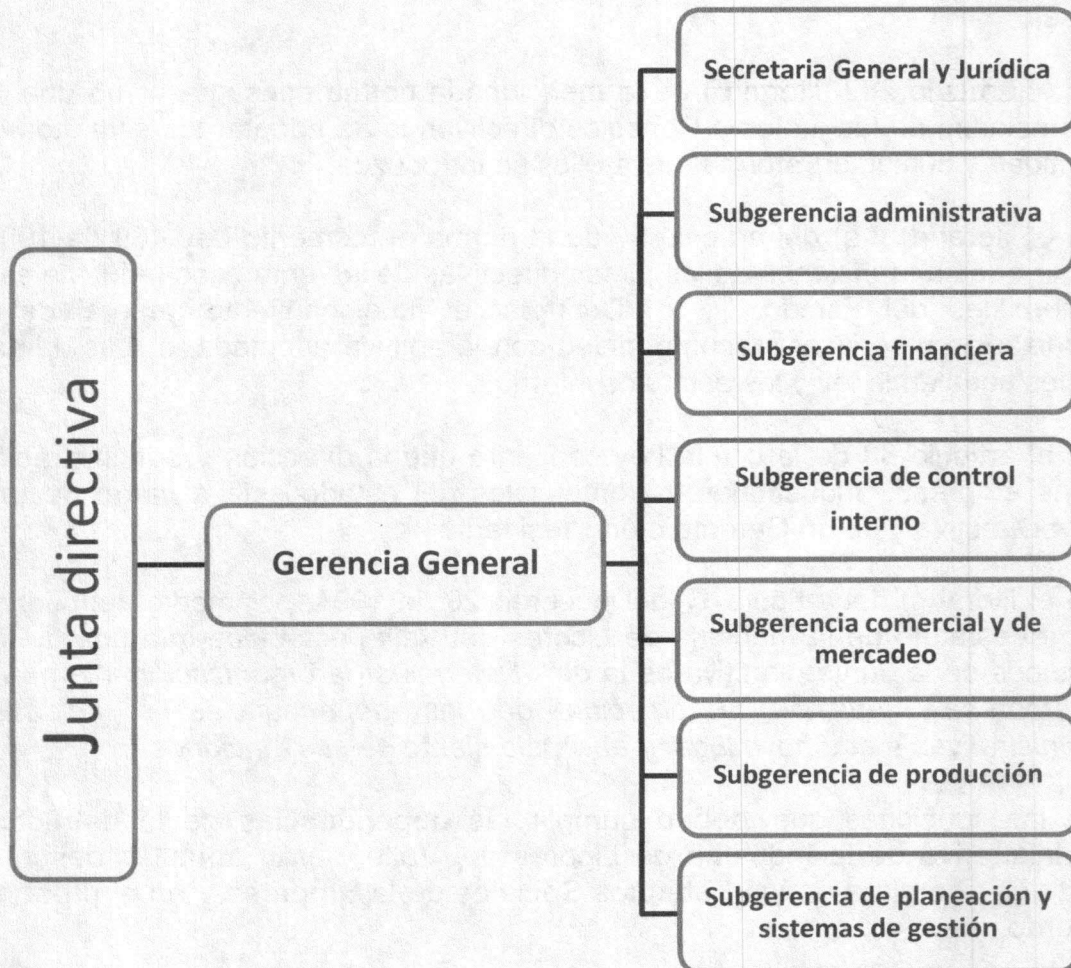 Junta directiva
Gerencia General
Secretaria General y Jurídica
Subgerencia administrativa
Subgerencia financiera
Subgerencia de control
interno
Subgerencia comercial y de
mercadeo
Subgerencia de producción
Subgerencia de planeación y
sistemas de gestión